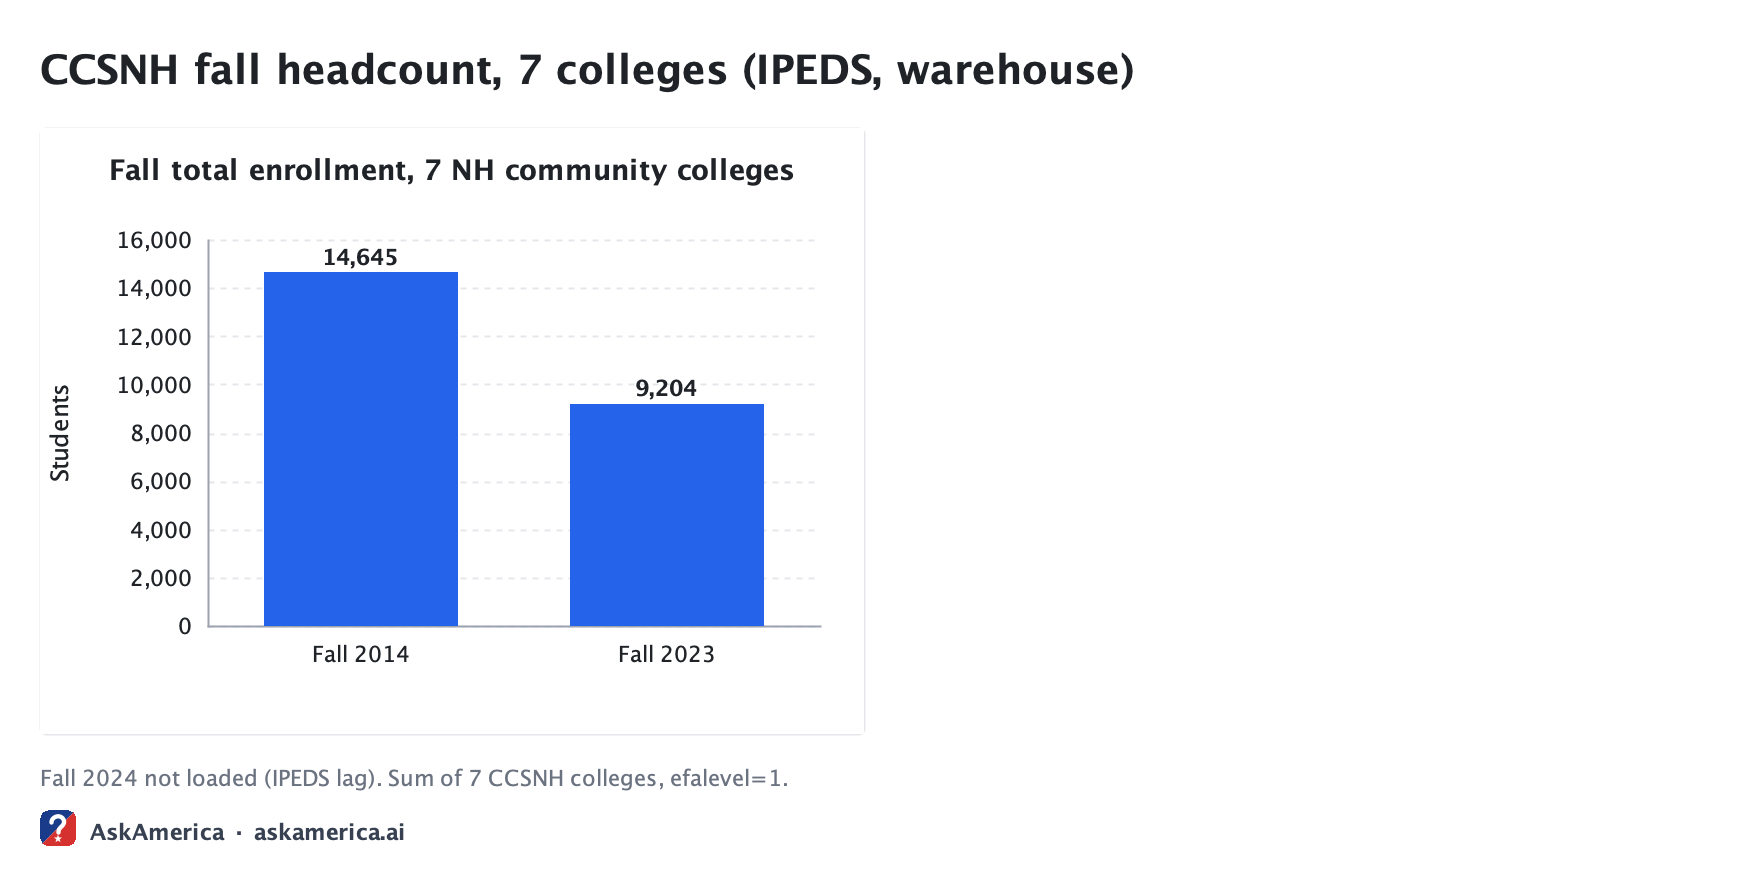 CCSNH fall headcount, 7 colleges (IPEDS, warehouse)
Fall total enrollment, 7 NH community colleges
Students
16,000
14,000
12,000
10,000
8,000
6,000
4,000
2,000
0
14,645
9,204
Fall 2014
Fall 2023
Fall 2024 not loaded (IPEDS lag). Sum of 7 CCSNH colleges, efalevel=1.
AskAmerica · askamerica.ai